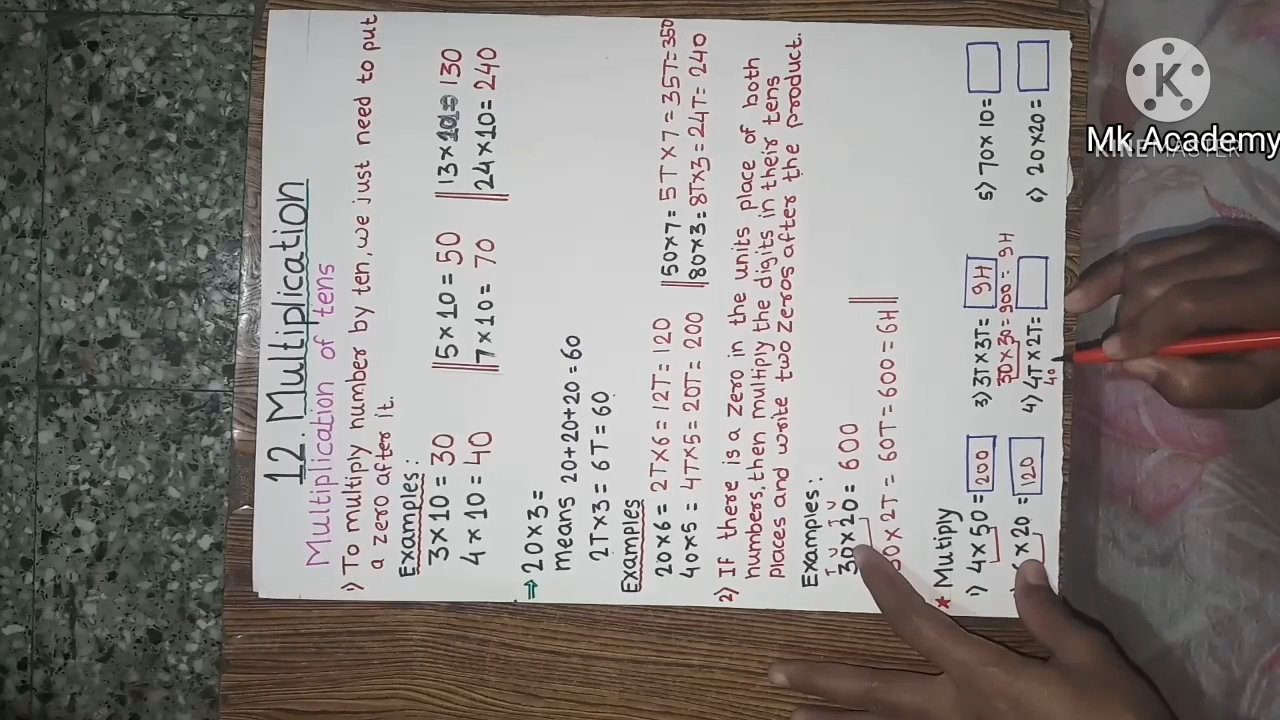 12. Multiplication
Multiplication of tens
1) To multiply number by ten, we just need to put
a zero after it.
Examples:
3 × 10 = 30
5 × 10 = 50
13 × 10 = 130
4 × 10 = 40
7 × 10 = 70
24 × 10 = 240
⇒ 20 × 3 =
means 20+20+20 = 60
2T × 3 = 6T = 60
Examples
20 × 6 = 2T × 6 = 12T = 120
50 × 7 = 5T × 7 = 35T = 350
40 × 5 = 4T × 5 = 20T = 200
80 × 3 = 8T × 3 = 24T = 240
2) IF there is a zero in the units place of both
numbers, then multiply the digits in their tens
places and write two zeros after the product.
Examples:
T U T U
30 × 20 = 600
0 × 2T = 60T = 600 = 6H
* Mutiply
1) 4 × 50 = 200
3) 3T × 3T = 9H
30 × 30 = 900 = 9H
5) 70 × 10 =
× 20 = 120
4) 4T × 2T =
40
6) 20 × 20 =
K
Mk Academy
KINEMASTER